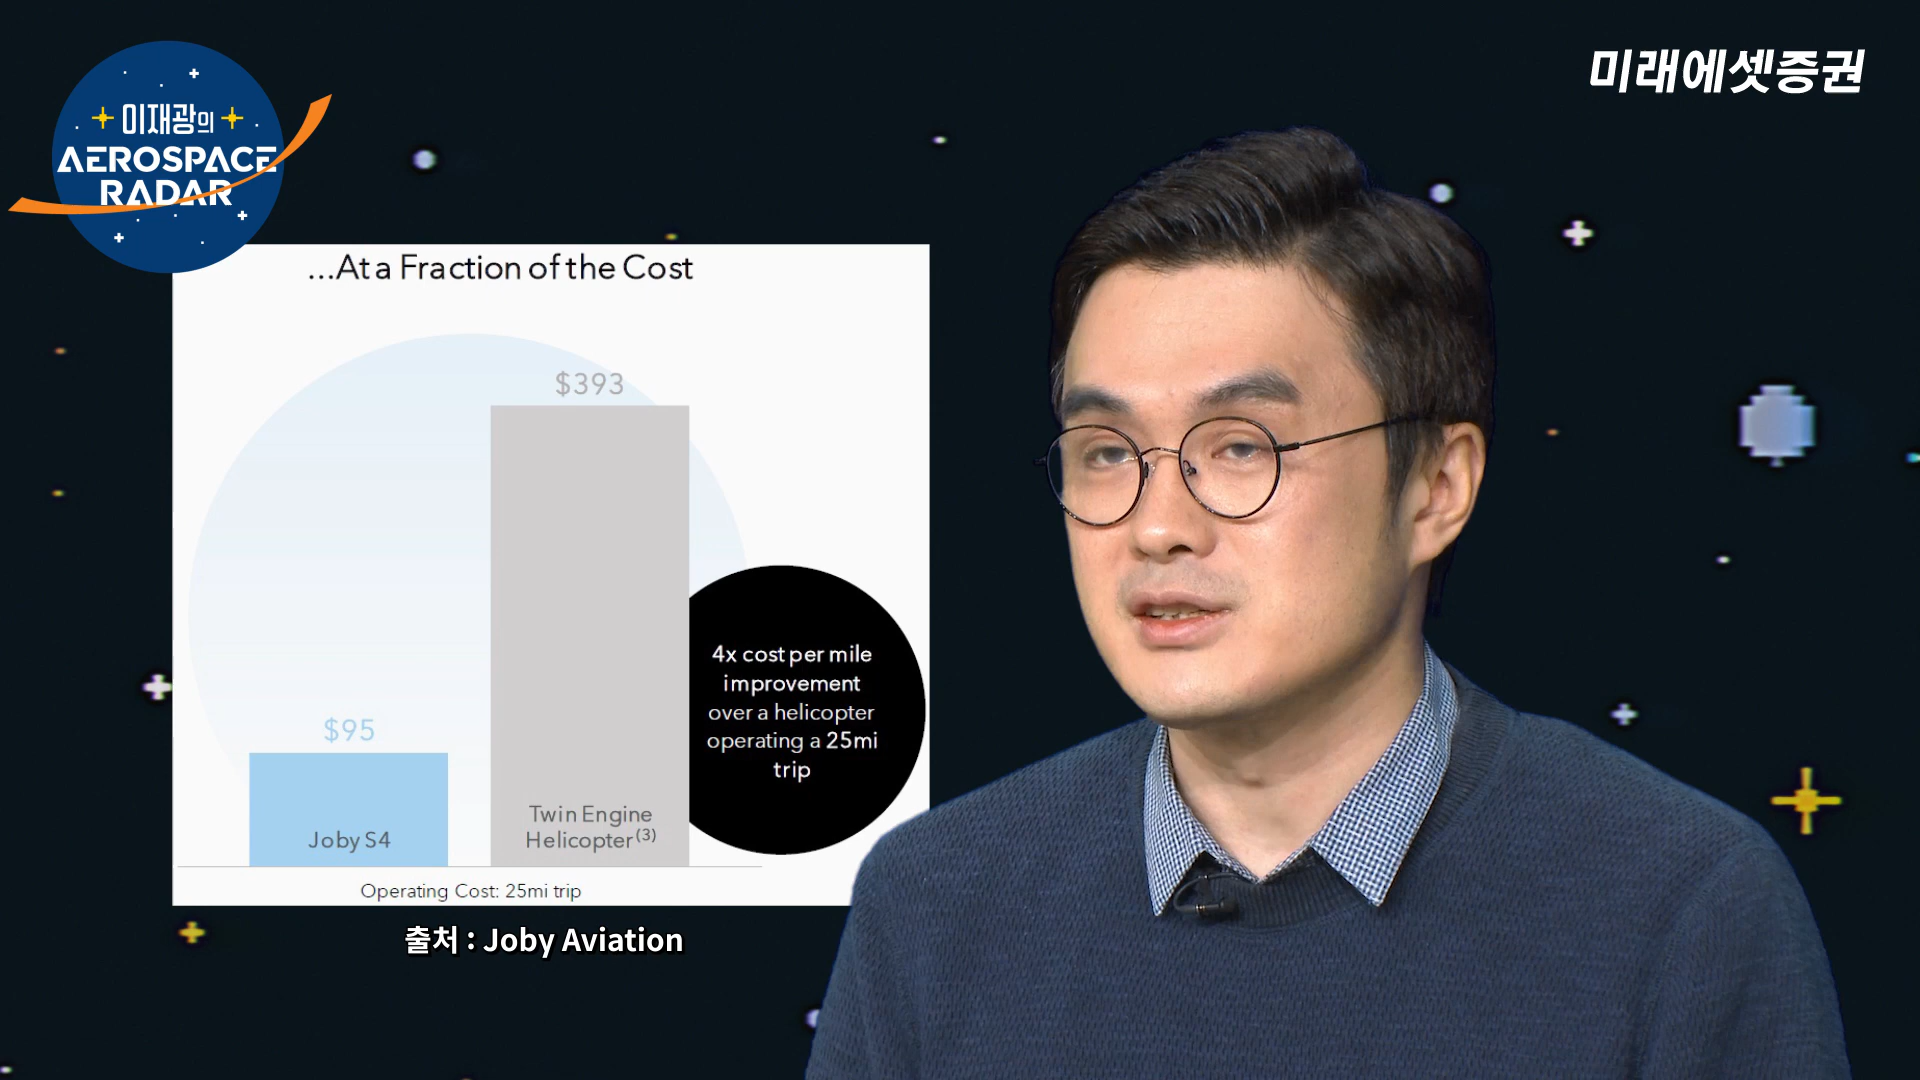 이재광의
AEROSPACE
RADAR
미래에셋증권
...At a Fraction of the Cost
$393
$95
4x cost per mile
improvement
over a helicopter
operating a 25mi
trip
Twin Engine
Helicopter(3)
Joby S4
Operating Cost: 25mi trip
출처 : Joby Aviation